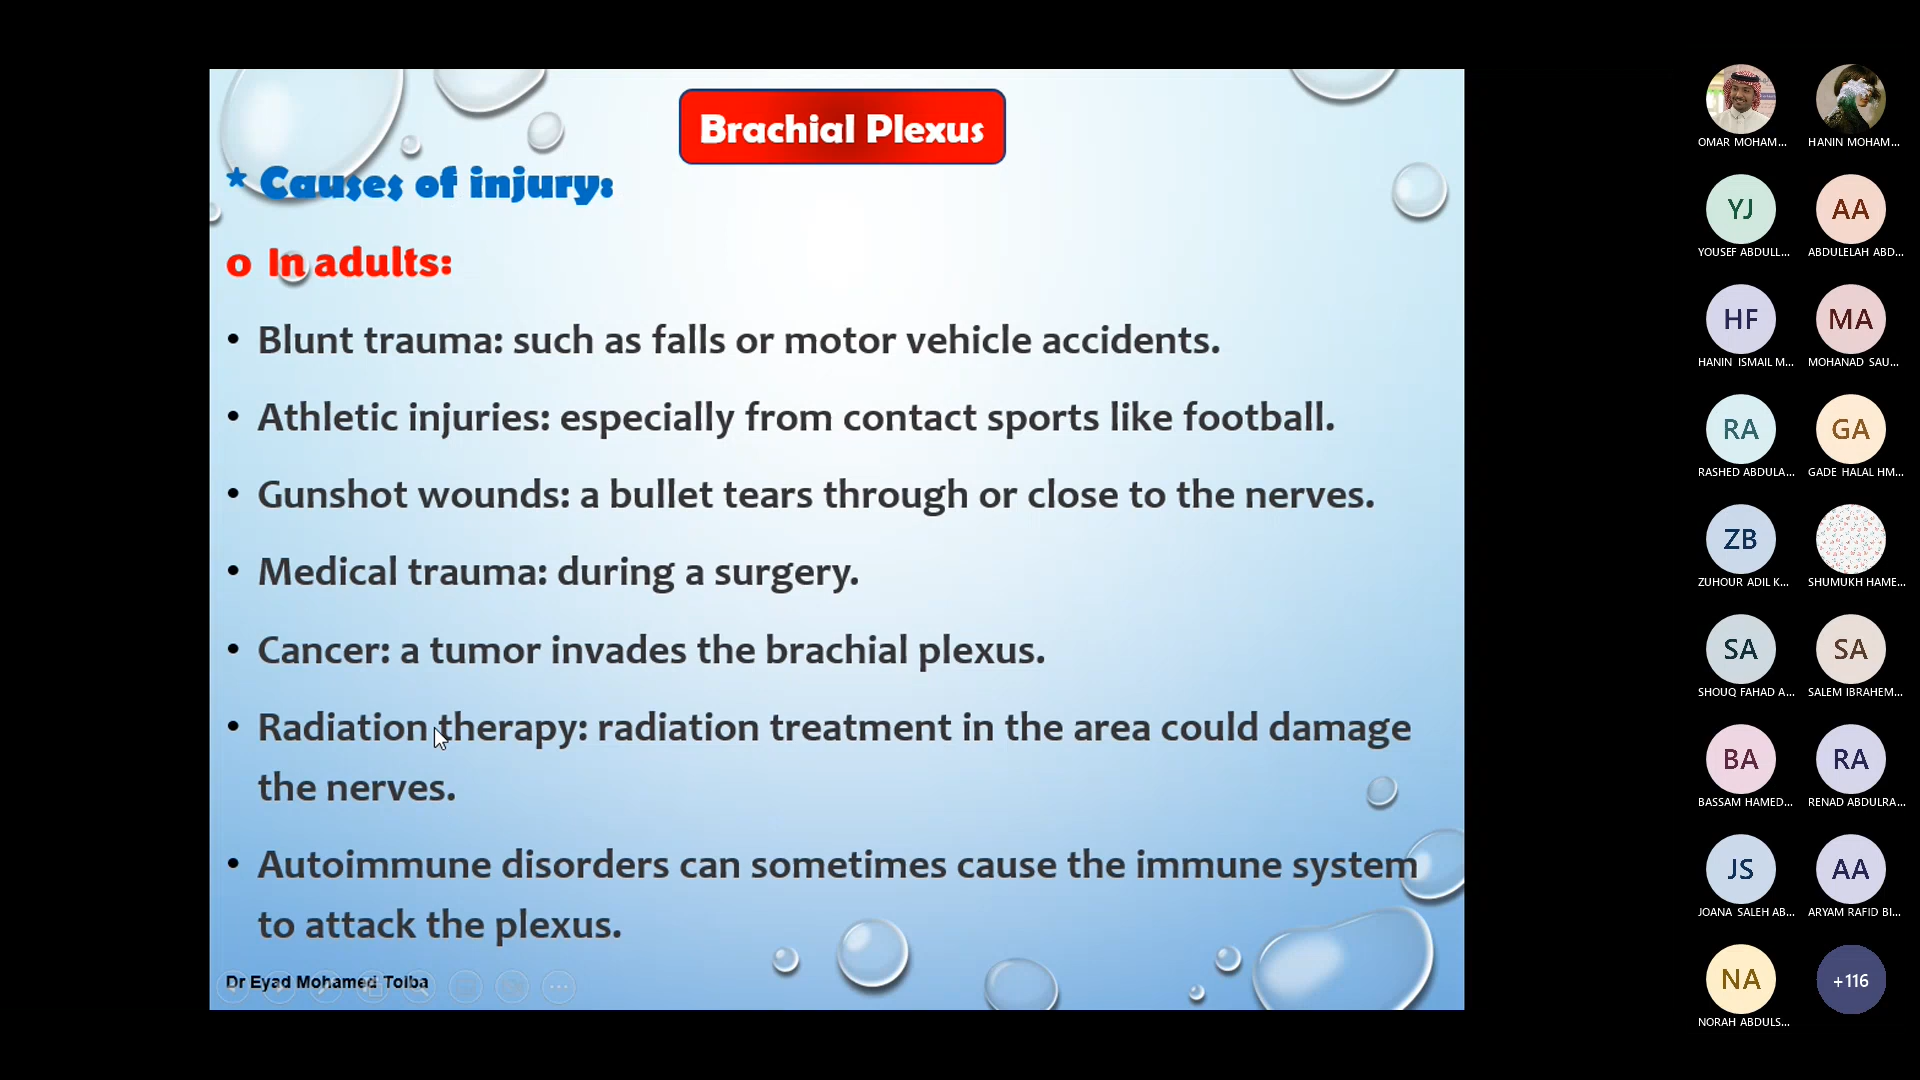 Brachial Plexus
* Causes of injury:
o In adults:
• Blunt trauma: such as falls or motor vehicle accidents.
• Athletic injuries: especially from contact sports like football.
• Gunshot wounds: a bullet tears through or close to the nerves.
• Medical trauma: during a surgery.
• Cancer: a tumor invades the brachial plexus.
• Radiation therapy: radiation treatment in the area could damage
the nerves.
• Autoimmune disorders can sometimes cause the immune system
to attack the plexus.
Dr Eyad Mohamed Tolba
OMAR MOHAM... HANIN MOHAM...
YJ AA
YOUSEF ABDULL... ABDULELAH ABD...
HF MA
HANIN ISMAIL M... MOHANAD SAU...
RA GA
RASHED ABDULA... GADE HALAL HM...
ZB
ZUHOUR ADIL K... SHUMUKH HAME...
SA SA
SHOUQ FAHAD A... SALEM IBRAHEM...
BA RA
BASSAM HAMED... RENAD ABDULRA...
JS AA
JOANA SALEH AB... ARYAM RAFID BI...
NA +116
NORAH ABDULS...